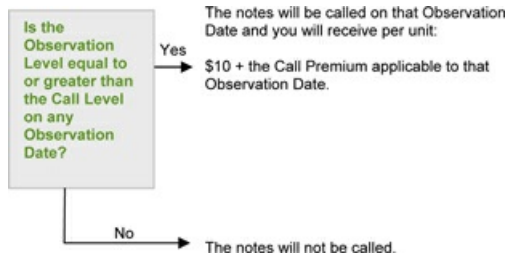 Is the
Observation
Level equal to
or greater than
the Call Level
on any
Observation
Date?
Yes
The notes will be called on that Observation
Date and you will receive per unit:
$10 + the Call Premium applicable to that
Observation Date.
No
The notes will not be called.